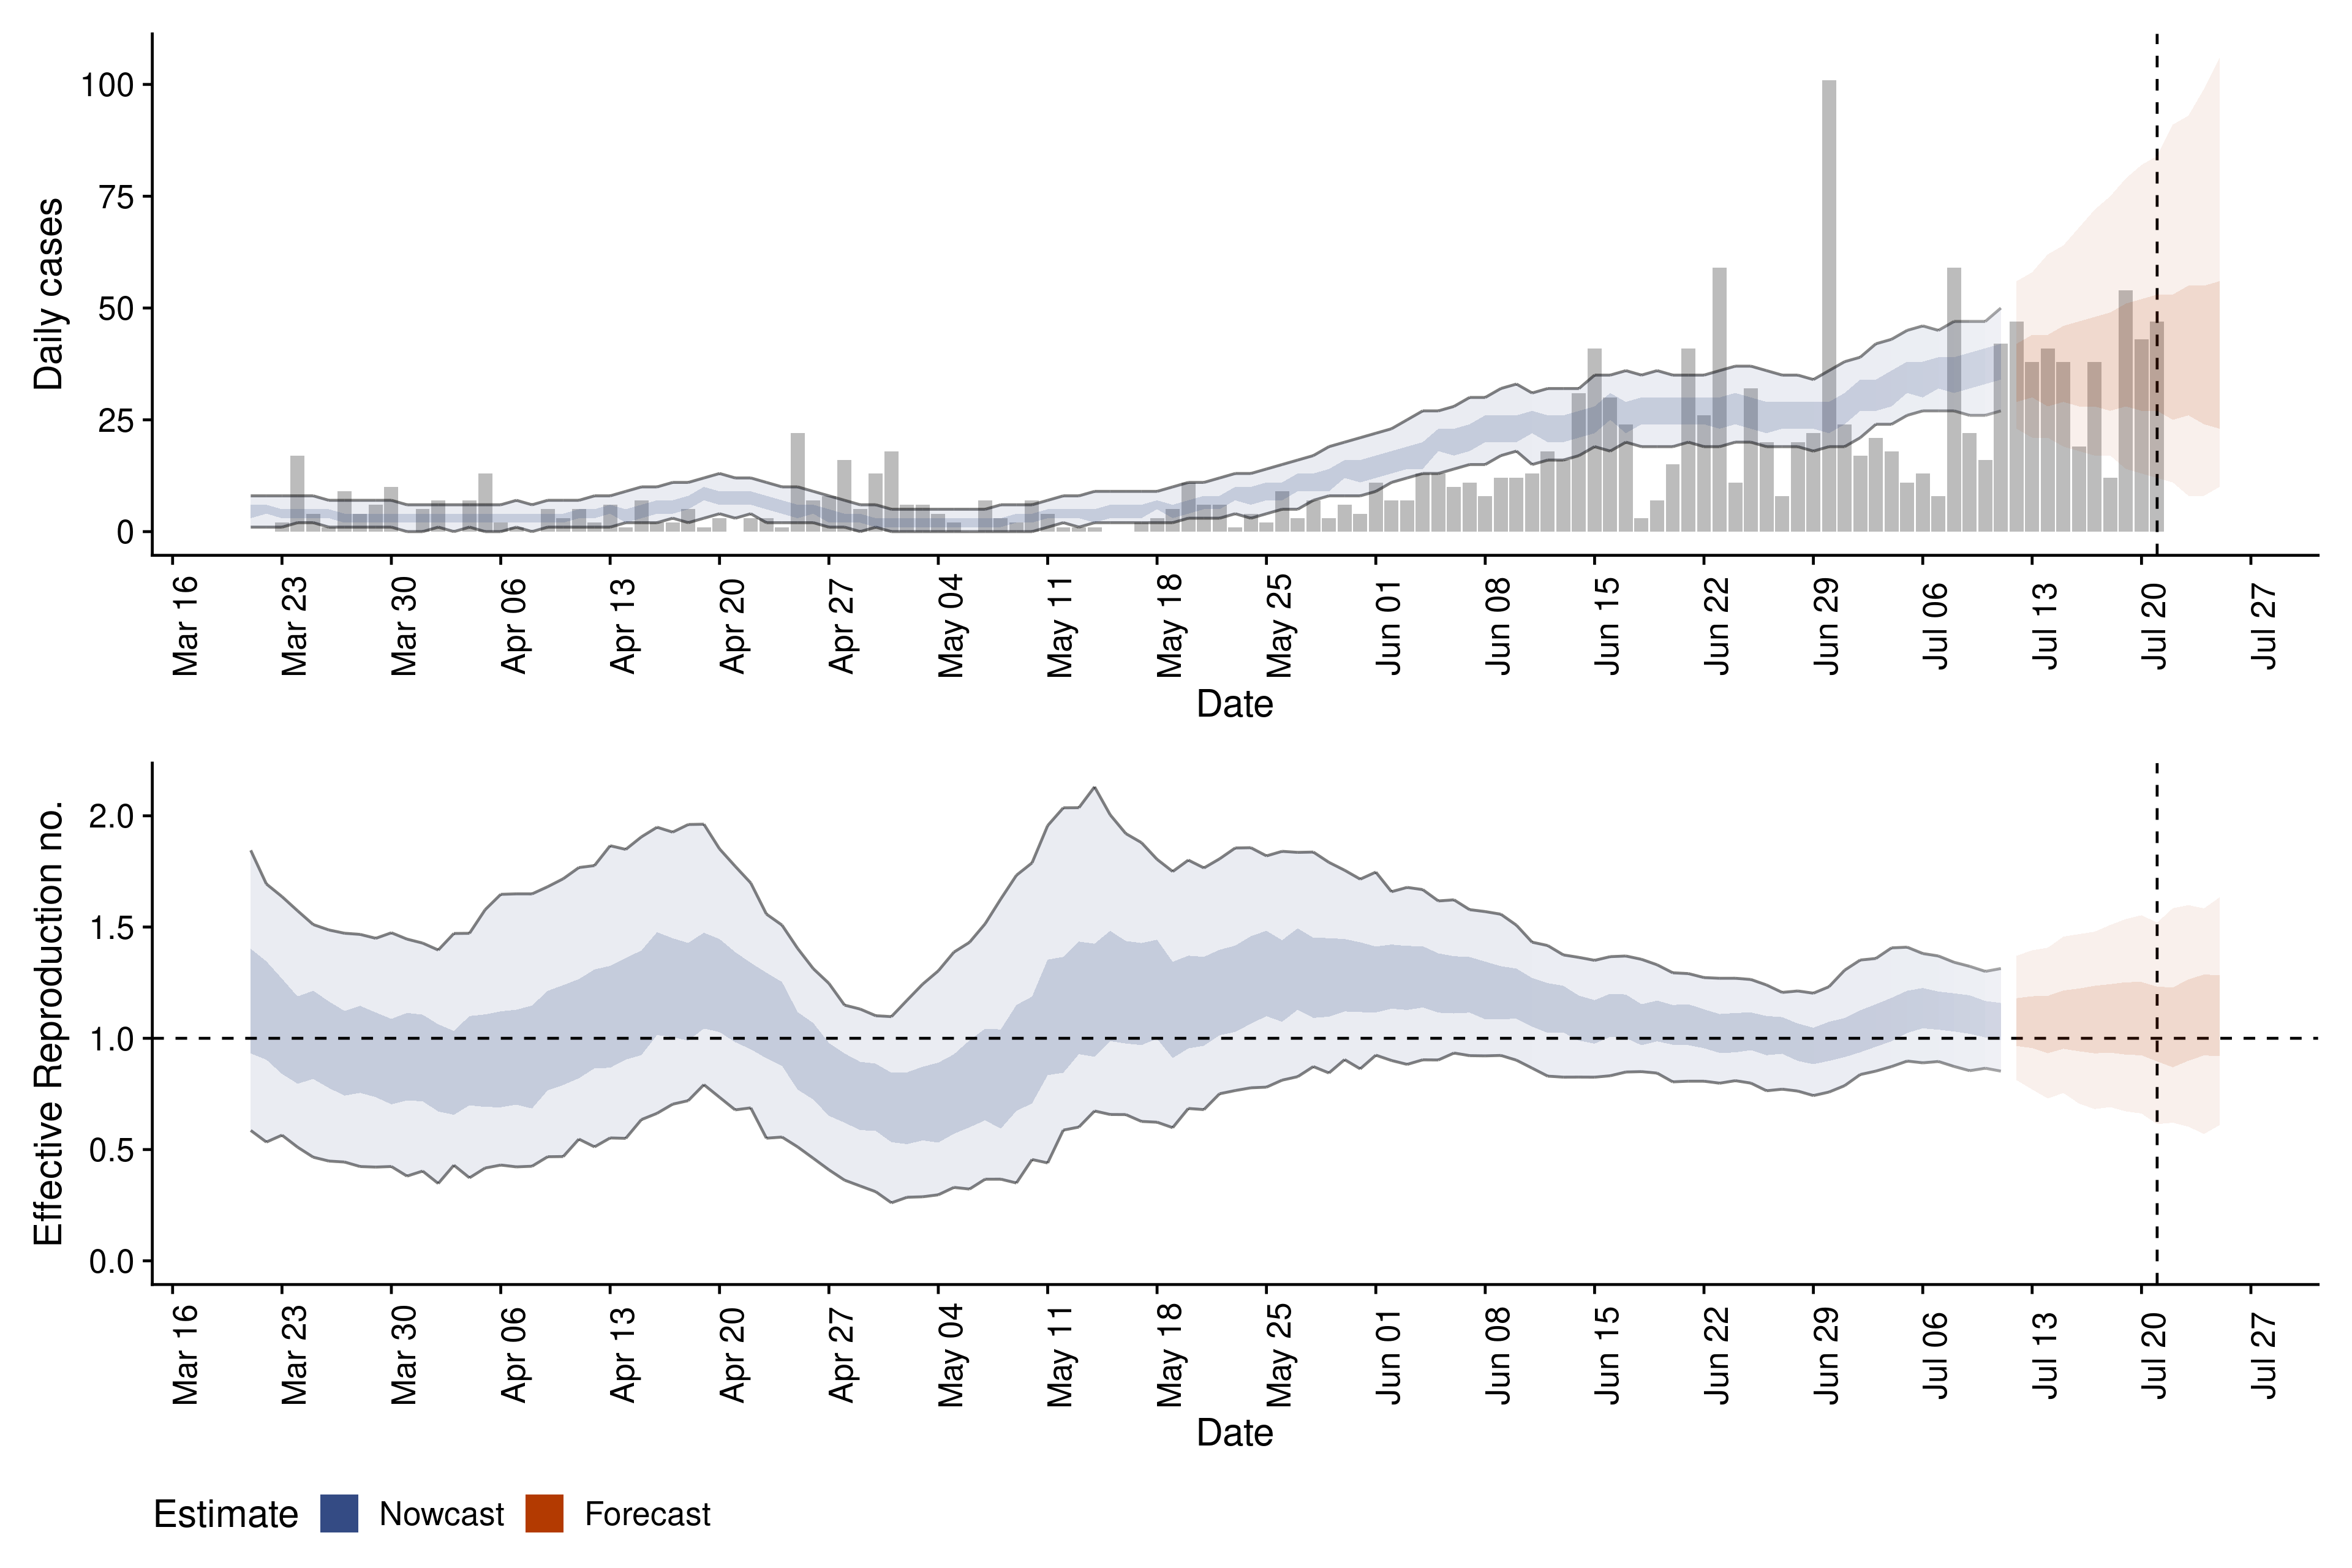 Daily cases
100
75
50
25
0
Mar 16
Mar 23
Mar 30
Apr 06
Apr 13
Apr 20
Apr 27
May 04
May 11
May 18
May 25
Jun 01
Jun 08
Jun 15
Jun 22
Jun 29
Jul 06
Jul 13
Jul 20
Jul 27
Date
Effective Reproduction no.
2.0
1.5
1.0
0.5
0.0
Mar 16
Mar 23
Mar 30
Apr 06
Apr 13
Apr 20
Apr 27
May 04
May 11
May 18
May 25
Jun 01
Jun 08
Jun 15
Jun 22
Jun 29
Jul 06
Jul 13
Jul 20
Jul 27
Date
Estimate Nowcast Forecast